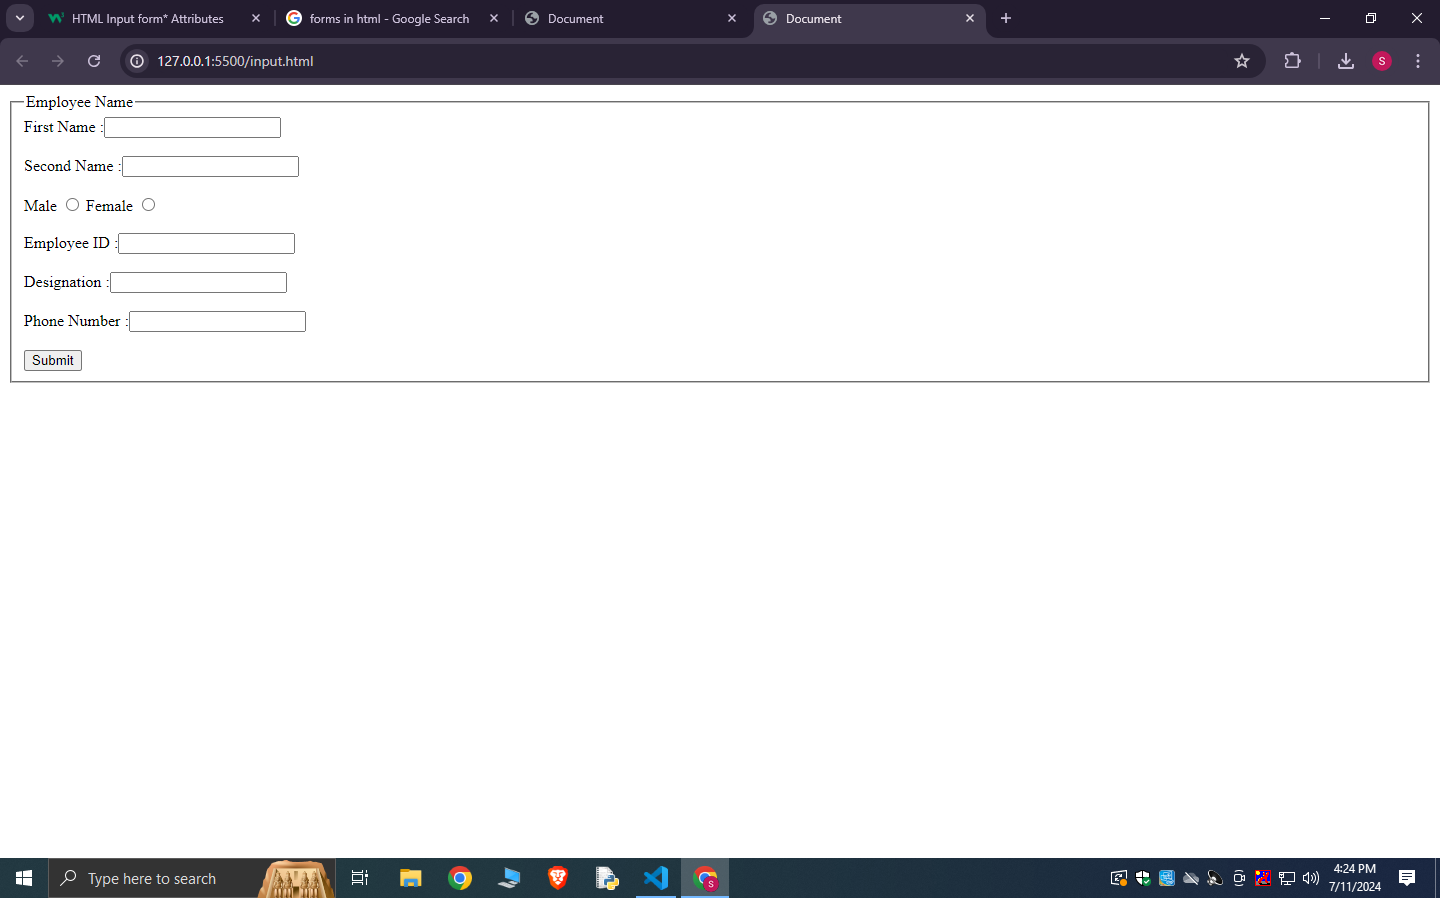 HTML Input form* Attributes
forms in html - Google Search
Document
Document
127.0.0.1:5500/input.html
S
Employee Name
First Name :
Second Name :
Male Female
Employee ID :
Designation :
Phone Number :
Submit
Type here to search
S
4:24 PM
7/11/2024